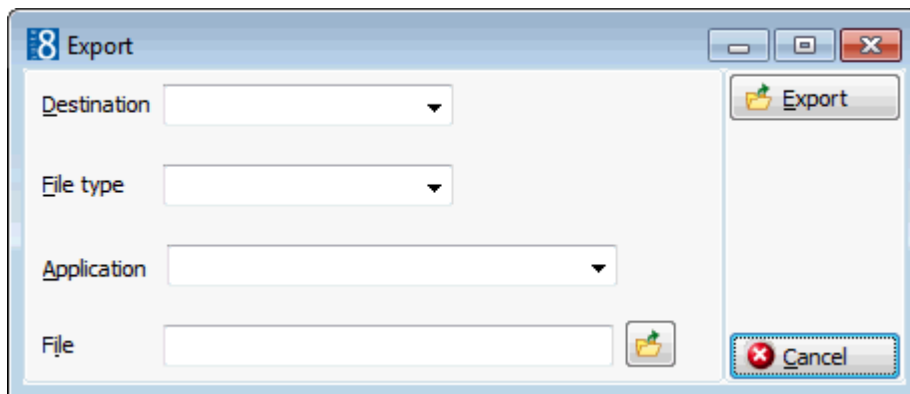 8 Export
Destination
Export
File type
Application
File
Cancel